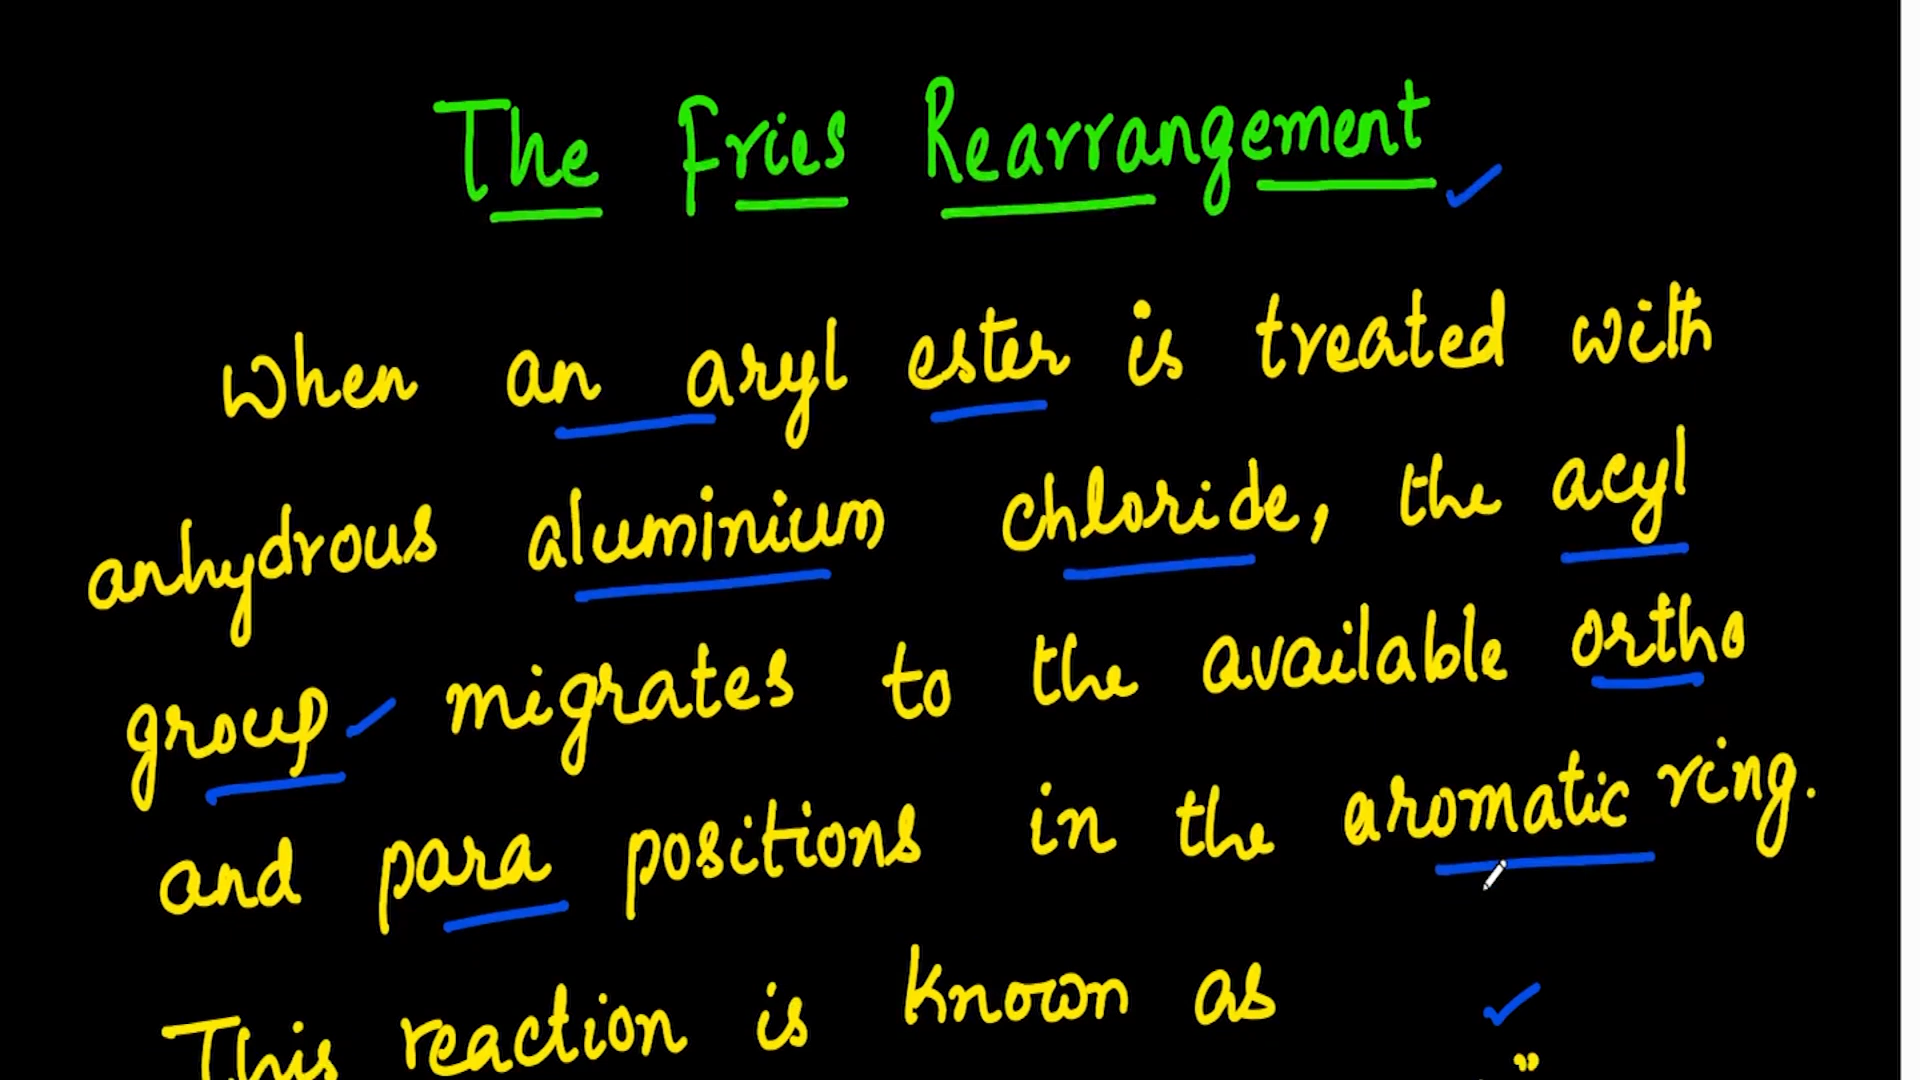 The Fries Rearrangement
When an aryl ester is treated with
anhydrous aluminium chloride, the acyl
group migrates to the available ortho
and para positions in the aromatic ring.
This reaction is known as
"